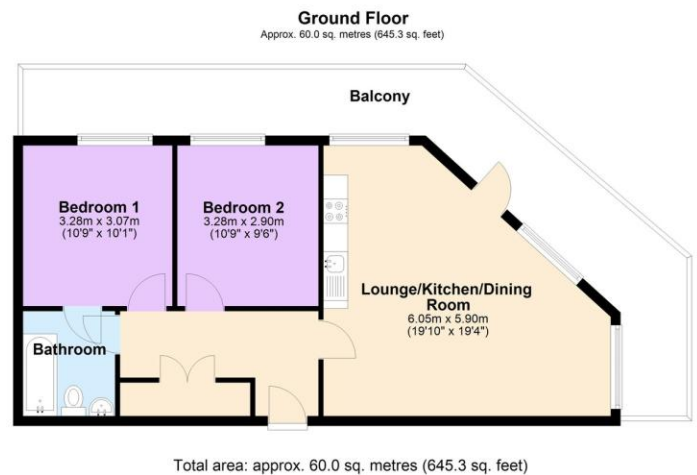 Ground Floor
Approx. 60.0 sq. metres (645.3 sq. feet)
Balcony
Bedroom 1
3.28m x 3.07m
(10'9" x 10'1")
Bedroom 2
3.28m x 2.90m
(10'9" x 9'6")
Lounge/Kitchen/Dining
Room
6.05m x 5.90m
(19'10" x 19'4")
Bathroom
Total area: approx. 60.0 sq. metres (645.3 sq. feet)